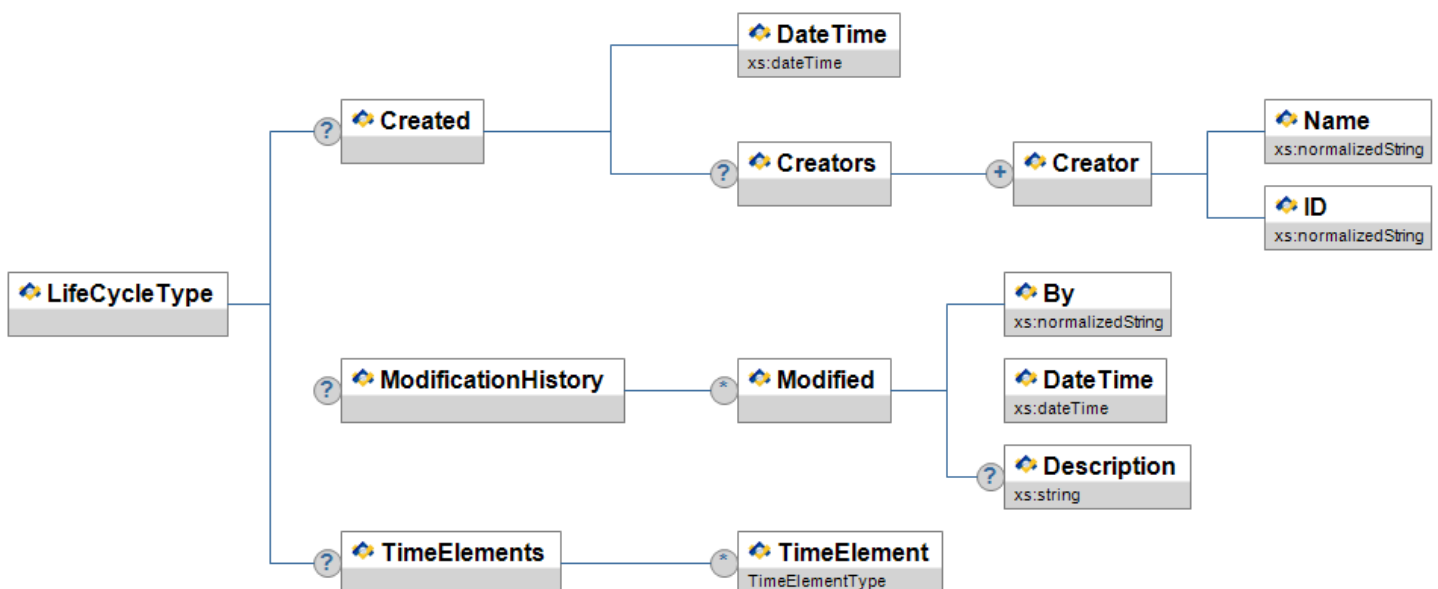 DateTime
xs:dateTime
? Created
? Creators
+ Creator
Name
xs:normalizedString
ID
xs:normalizedString
LifeCycleType
? ModificationHistory
* Modified
By
xs:normalizedString
DateTime
xs:dateTime
? Description
xs:string
? TimeElements
* TimeElement
TimeElementType